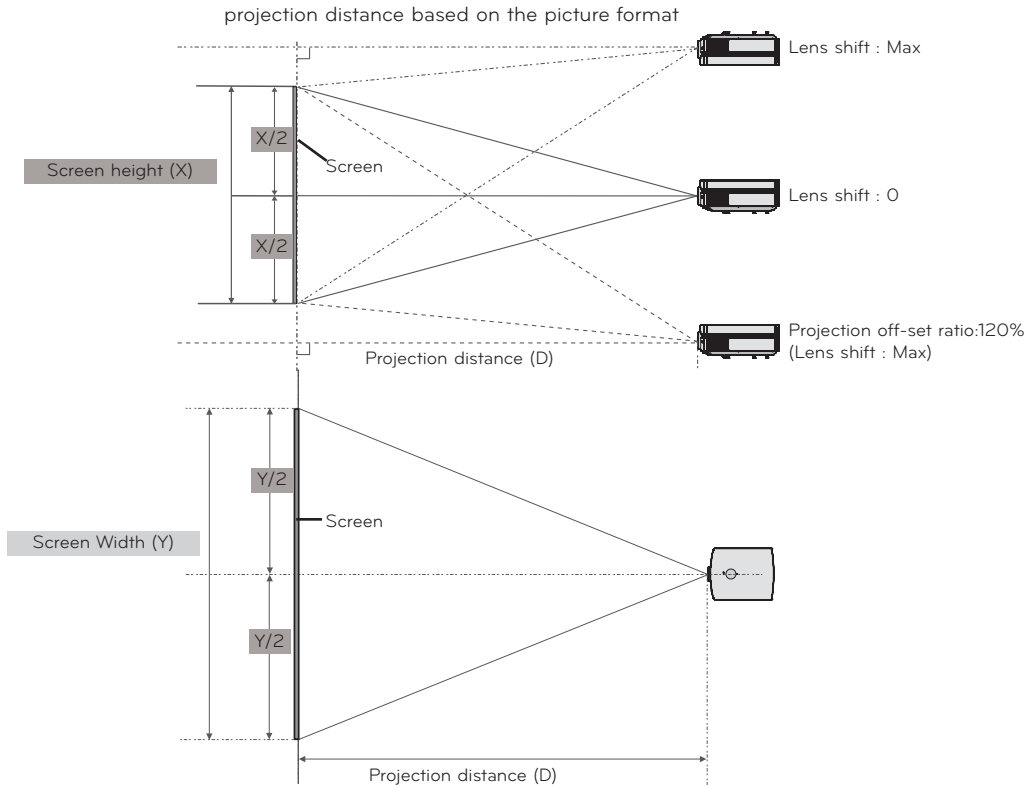 projection distance based on the picture format
Lens shift : Max
X/2
Screen
Screen height (X)
Lens shift : 0
X/2
Projection off-set ratio:120%
(Lens shift : Max)
Projection distance (D)
Y/2
Screen
Screen Width (Y)
Y/2
Projection distance (D)